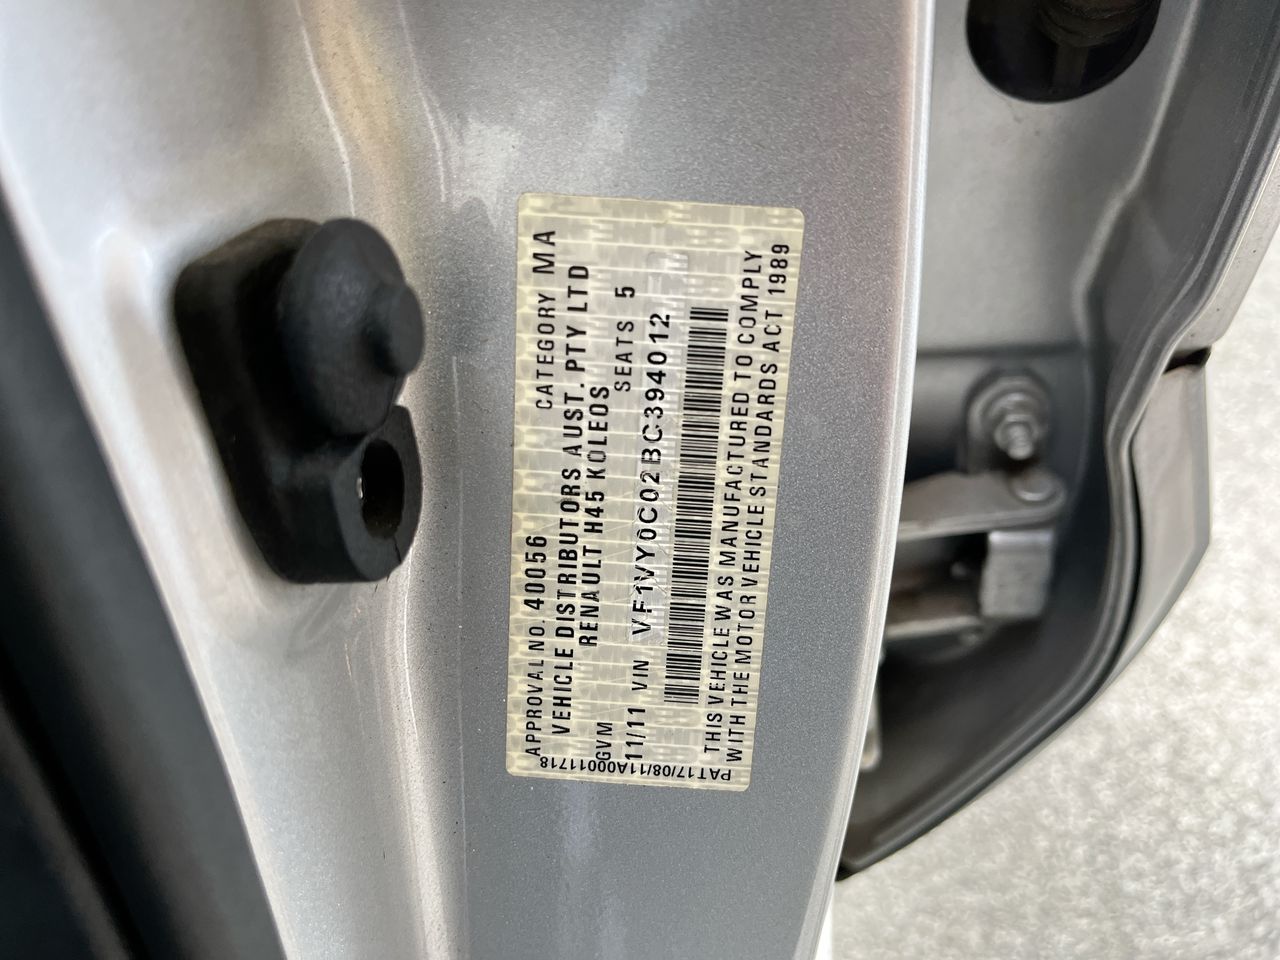 APPROVAL NO. 40056 CATEGORY MA
VEHICLE DISTRIBUTORS AUST. PTY LTD
RENAULT H45 KOLEOS
GVM SEATS 5
11/11 VIN VF1VY0C02BC394012
THIS VEHICLE WAS MANUFACTURED TO COMPLY
WITH THE MOTOR VEHICLE STANDARDS ACT 1989
PAT17/08/11A000111718